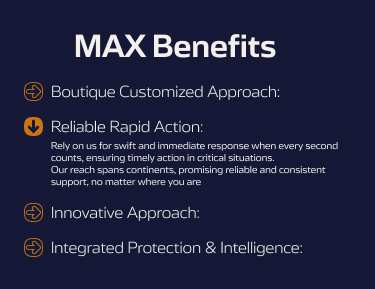 MAX Benefits
Boutique Customized Approach:
Reliable Rapid Action:
Rely on us for swift and immediate response when every second
counts, ensuring timely action in critical situations.
Our reach spans continents, promising reliable and consistent
support, no matter where you are
Innovative Approach:
Integrated Protection & Intelligence: